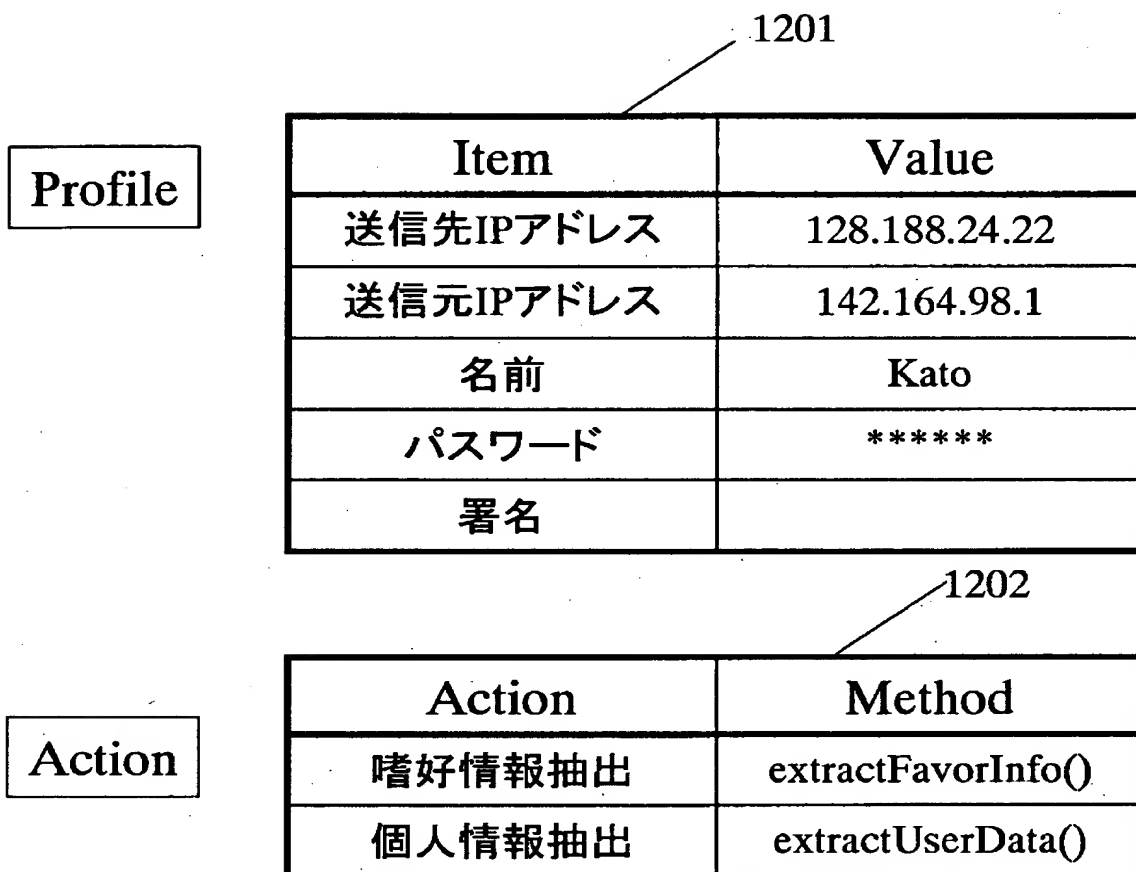 1201
Profile
Item Value
送信先IPアドレス 128.188.24.22
送信元IPアドレス 142.164.98.1
名前 Kato
パスワード ******
署名
1202
Action
Action Method
嗜好情報抽出 extractFavorInfo()
個人情報抽出 extractUserData()